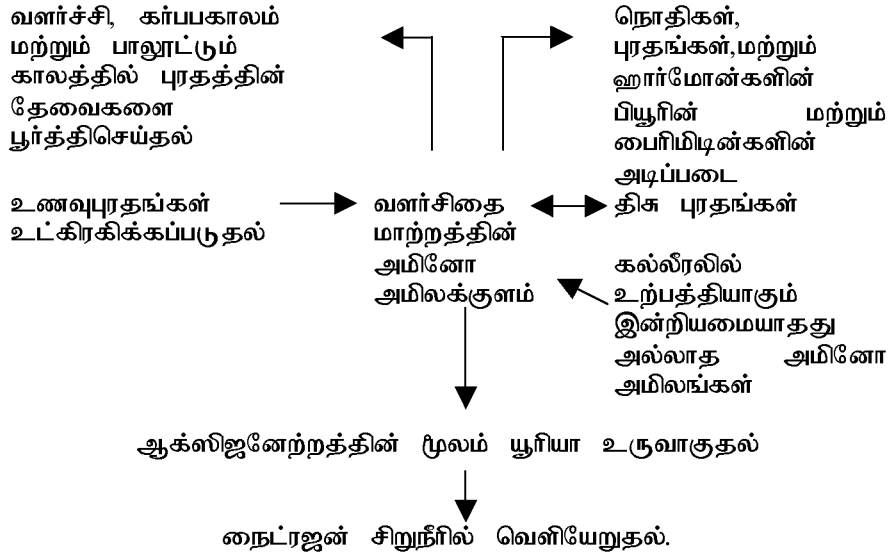 வளர்ச்சி, கர்பபகாலம்
மற்றும் பாலூட்டும்
காலத்தில் புரதத்தின்
தேவைகளை
பூர்த்திசெய்தல்
நொதிகள்,
புரதங்கள்,மற்றும்
ஹார்மோன்களின்
பியூரின் மற்றும்
பைரிமிடின்களின்
அடிப்படை
உணவுபுரதங்கள்
உட்கிரகிக்கப்படுதல்
வளர்சிதை
மாற்றத்தின்
அமினோ
அமிலக்குளம்
திசு புரதங்கள்
கல்லீரலில்
உற்பத்தியாகும்
இன்றியமையாதது
அல்லாத அமினோ
அமிலங்கள்
ஆக்ஸிஜனேற்றத்தின் மூலம் யூரியா உருவாகுதல்
நைட்ரஜன் சிறுநீரில் வெளியேறுதல்.